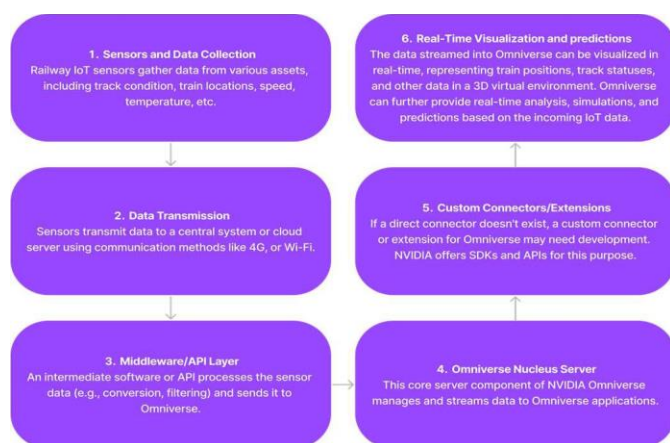 1. Sensors and Data Collection
Railway IoT sensors gather data from various assets,
including track condition, train locations, speed,
temperature, etc.
2. Data Transmission
Sensors transmit data to a central system or cloud
server using communication methods like 4G, or Wi-Fi.
3. Middleware/API Layer
An intermediate software or API processes the sensor
data (e.g., conversion, filtering) and sends it to
Omniverse.
4. Omniverse Nucleus Server
This core server component of NVIDIA Omniverse
manages and streams data to Omniverse applications.
5. Custom Connectors/Extensions
If a direct connector doesn't exist, a custom connector
or extension for Omniverse may need development.
NVIDIA offers SDKs and APIs for this purpose.
6. Real-Time Visualization and predictions
The data streamed into Omniverse can be visualized in
real-time, representing train positions, track statuses,
and other data in a 3D virtual environment. Omniverse
can further provide real-time analysis, simulations, and
predictions based on the incoming IoT data.